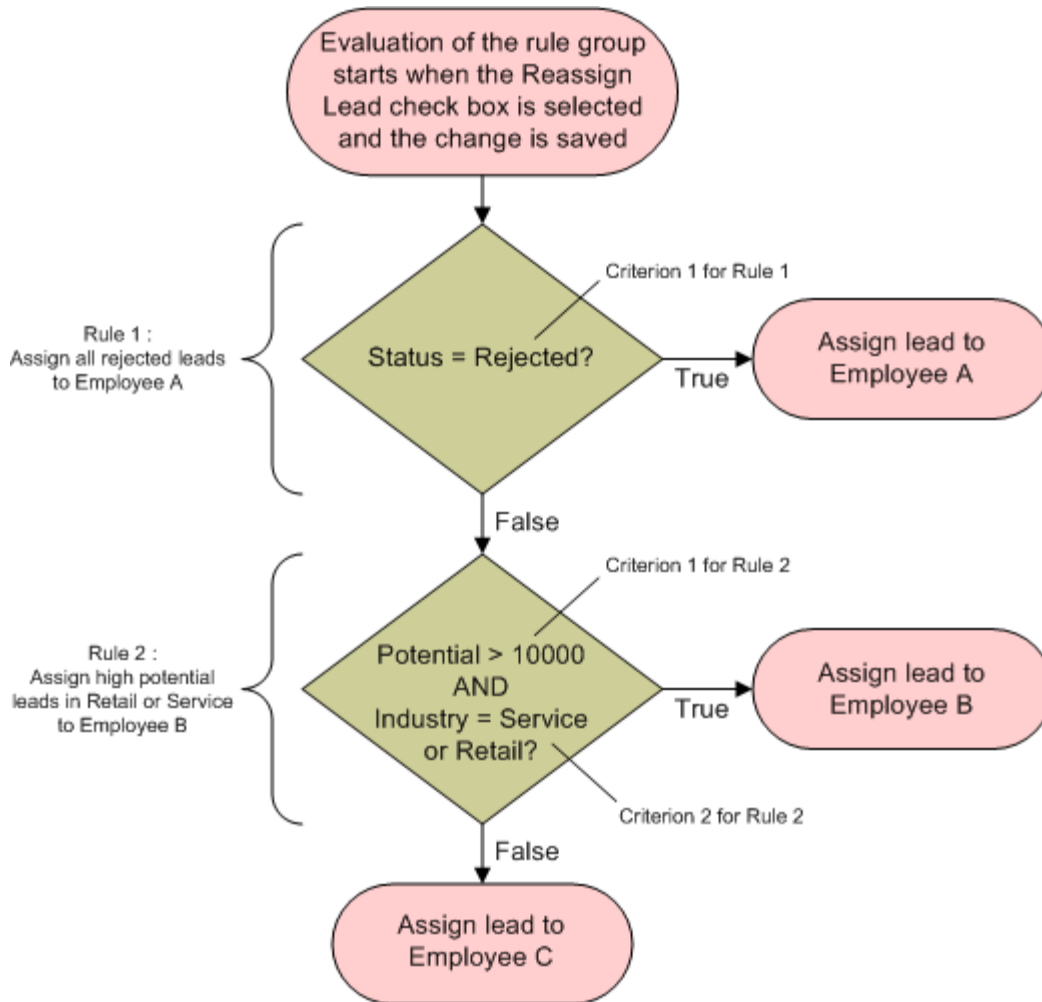 Evaluation of the rule group
starts when the Reassign
Lead check box is selected
and the change is saved
Criterion 1 for Rule 1
Rule 1 :
Assign all rejected leads
to Employee A
Status = Rejected?
True
Assign lead to
Employee A
False
Criterion 1 for Rule 2
Rule 2 :
Assign high potential
leads in Retail or Service
to Employee B
Potential > 10000
AND
Industry = Service
or Retail?
True
Assign lead to
Employee B
Criterion 2 for Rule 2
False
Assign lead to
Employee C